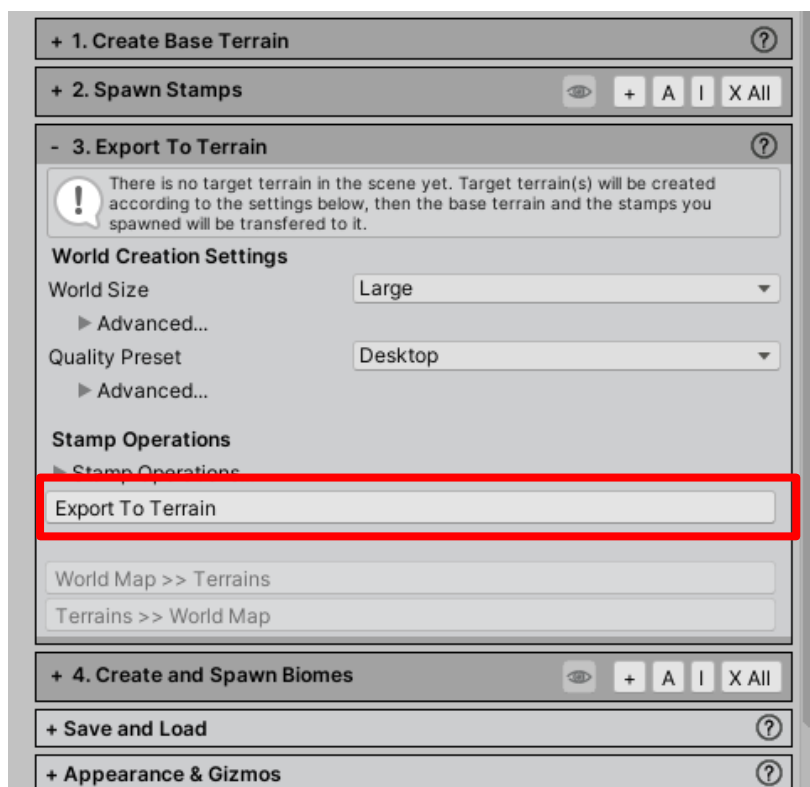 + 1. Create Base Terrain ?
+ 2. Spawn Stamps + A I X All
- 3. Export To Terrain ?
! There is no target terrain in the scene yet. Target terrain(s) will be created
according to the settings below, then the base terrain and the stamps you
spawned will be transfered to it.
World Creation Settings
World Size Large
Advanced...
Quality Preset Desktop
Advanced...
Stamp Operations
Stamp Operations
Export To Terrain
World Map >> Terrains
Terrains >> World Map
+ 4. Create and Spawn Biomes + A I X All
+ Save and Load ?
+ Appearance & Gizmos ?